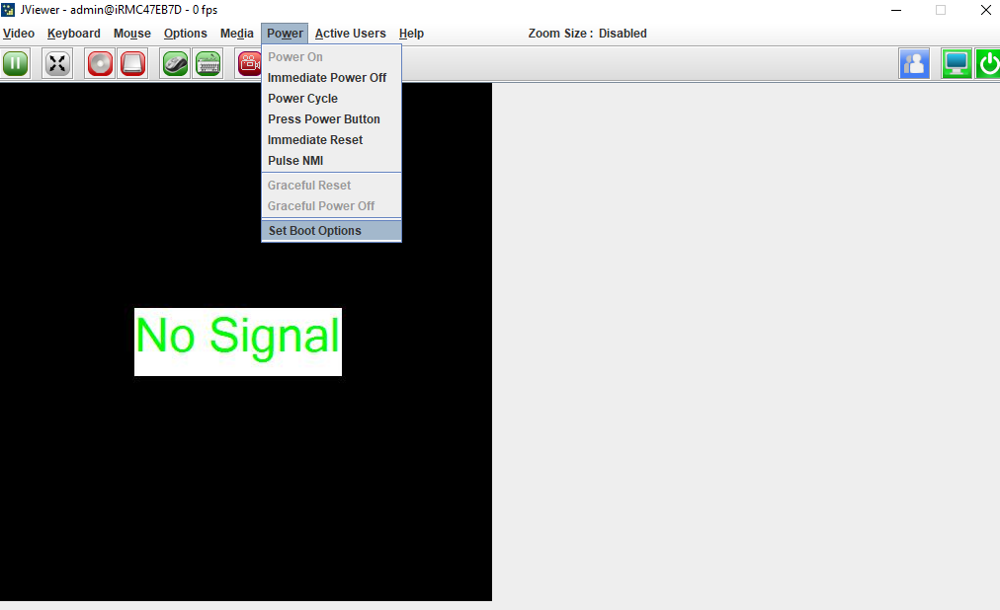 JViewer - admin@iRMC47EB7D - 0 fps
Video Keyboard Mouse Options Media Power Active Users Help Zoom Size : Disabled
Power On
Immediate Power Off
Power Cycle
Press Power Button
Immediate Reset
Pulse NMI
Graceful Reset
Graceful Power Off
Set Boot Options
No Signal